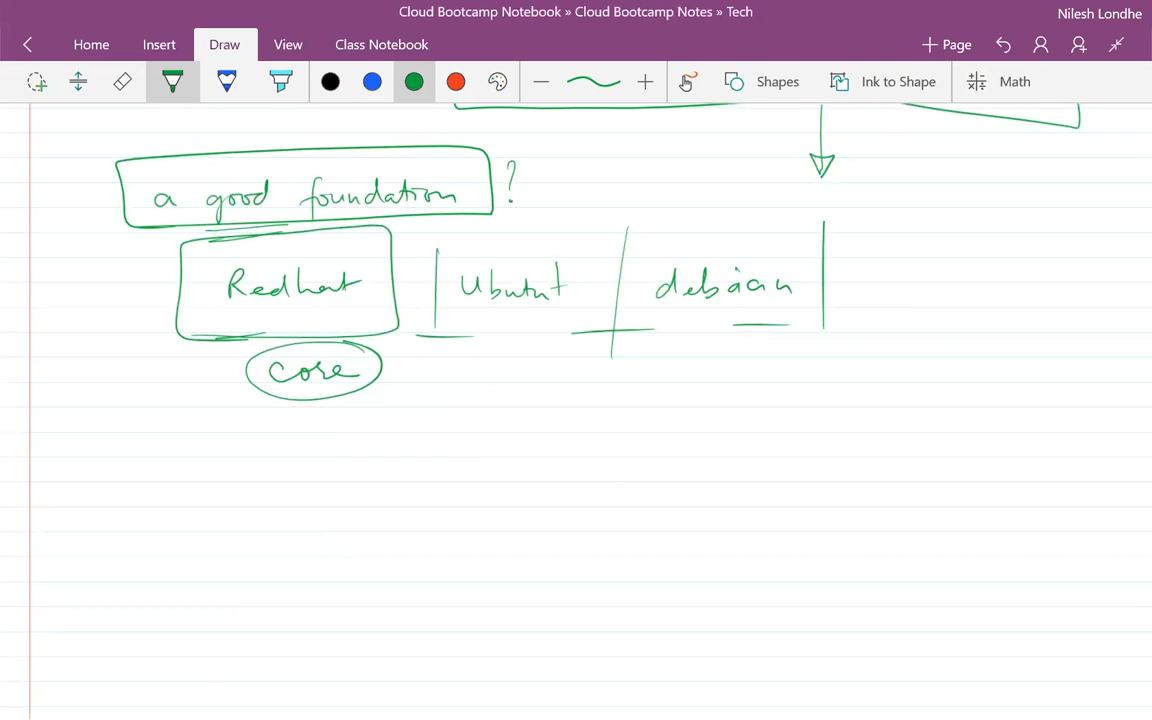 Cloud Bootcamp Notebook » Cloud Bootcamp Notes » Tech
Nilesh Londhe
Home Insert Draw View Class Notebook Page
Shapes Ink to Shape Math
a good foundation ?
Redhat Ubutnt debian
core